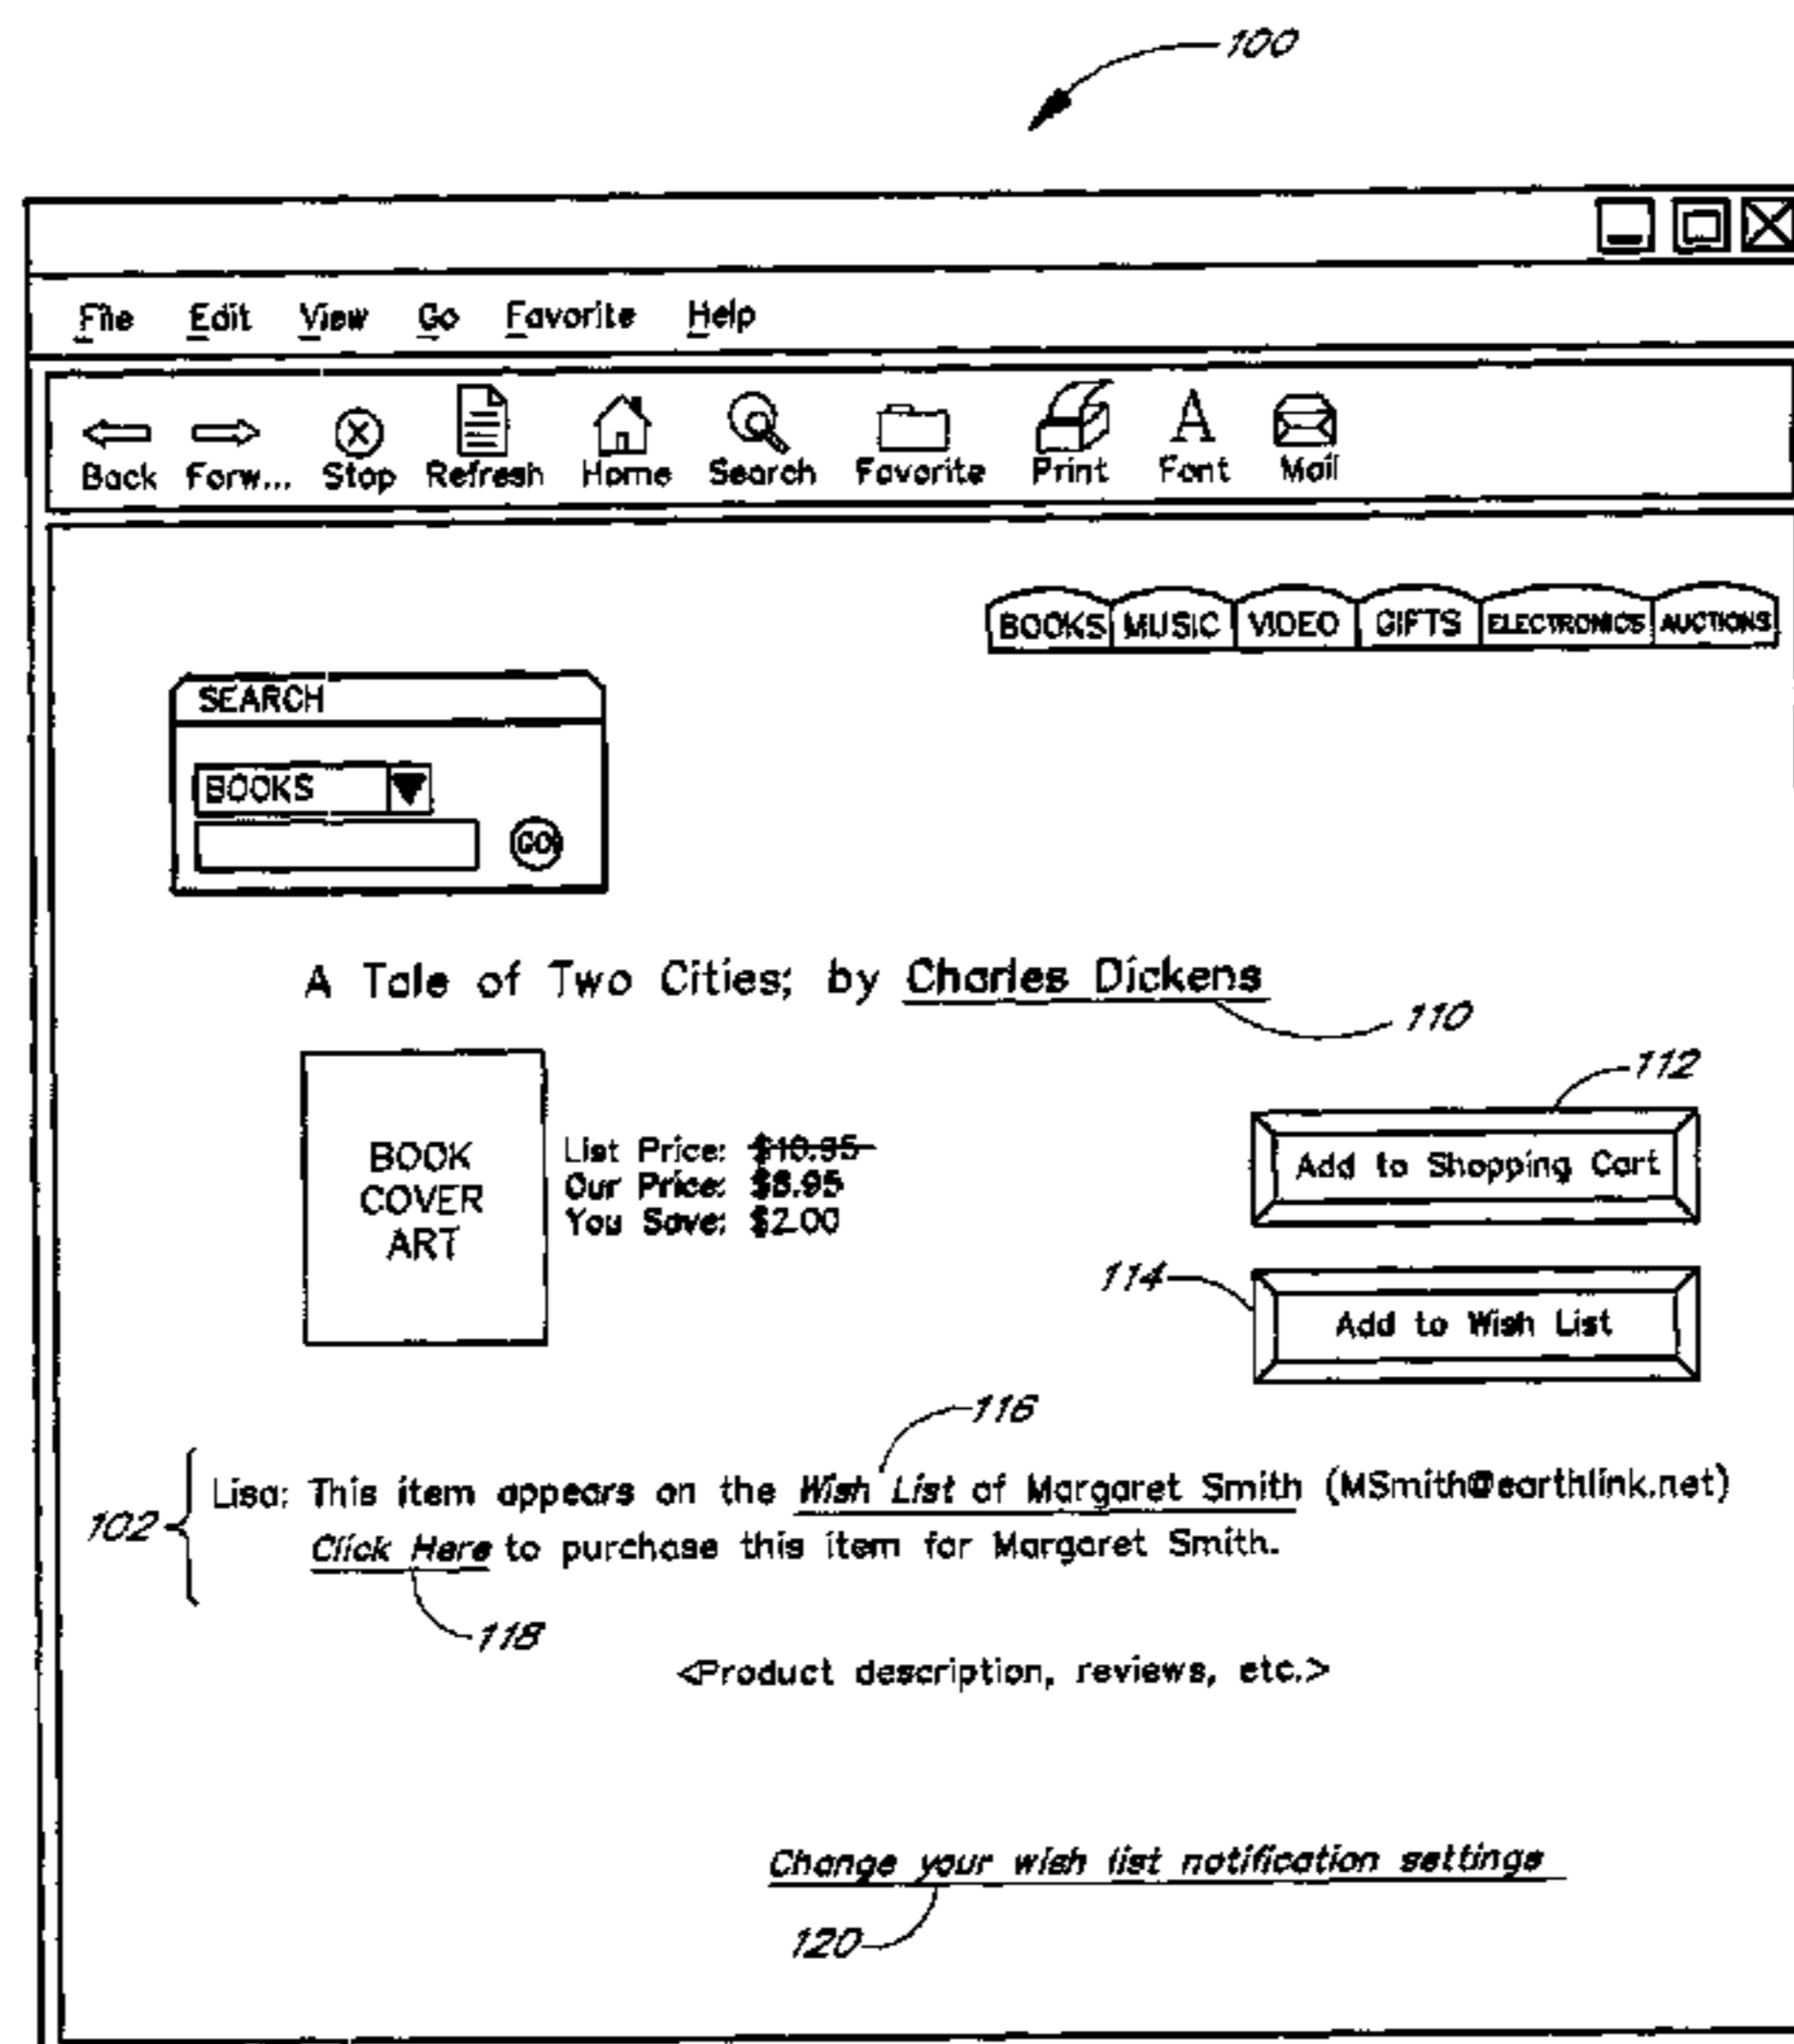 100
File Edit View Go Favorite Help
Back Forw... Stop Refresh Home Search Favorite Print Font Mail
BOOKS MUSIC VIDEO GIFTS ELECTRONICS AUCTIONS
SEARCH
BOOKS
GO
A Tale of Two Cities; by Charles Dickens
110
112
BOOK
COVER
ART
List Price: $10.95
Our Price: $8.95
You Save: $2.00
Add to Shopping Cart
114
Add to Wish List
116
102
Lisa: This item appears on the Wish List of Margaret Smith (MSmith@earthlink.net)
Click Here to purchase this item for Margaret Smith.
118
<Product description, reviews, etc.>
Change your wish list notification settings
120